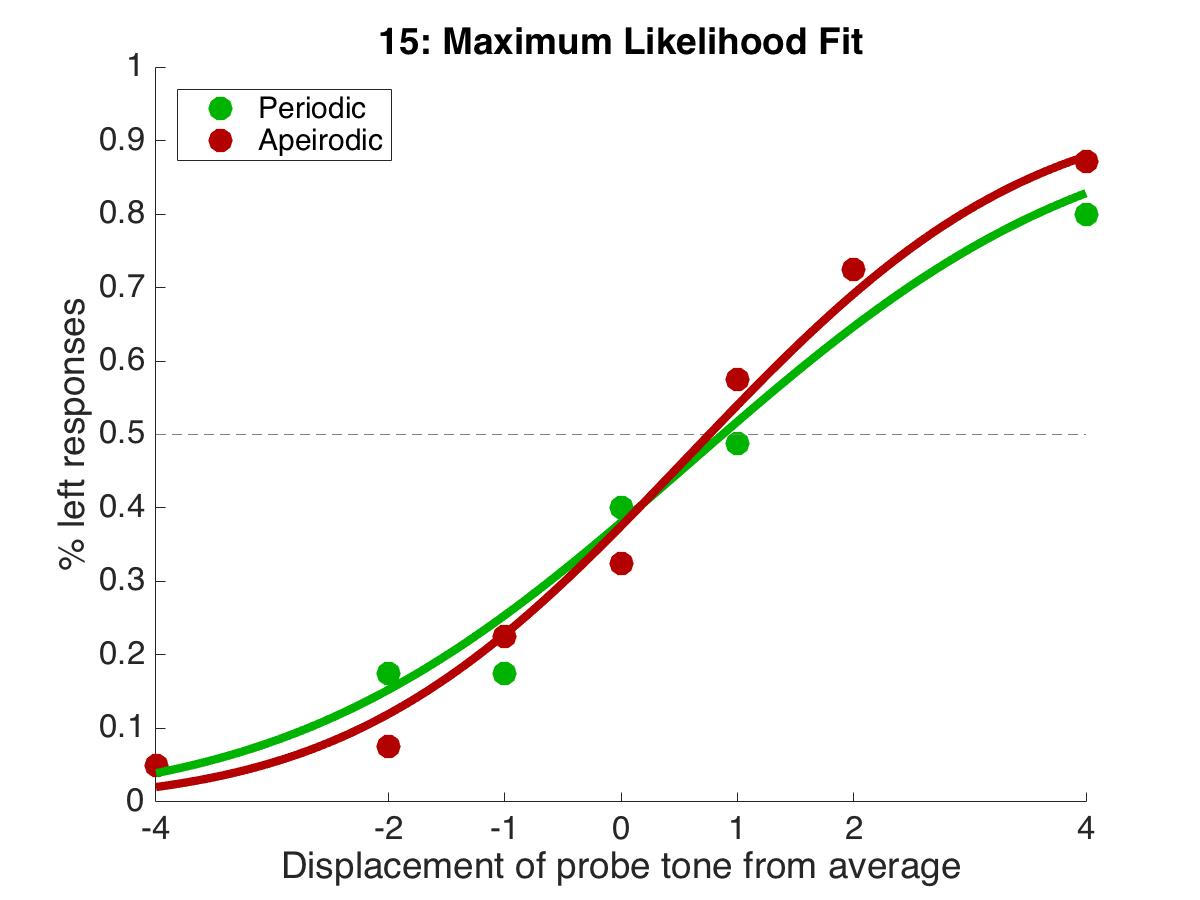 15: Maximum Likelihood Fit
1
Periodic
Apeirodic
0.9
0.8
0.7
0.6
0.5
0.4
0.3
0.2
0.1
0
% left responses
-4 -2 -1 0 1 2 4
Displacement of probe tone from average